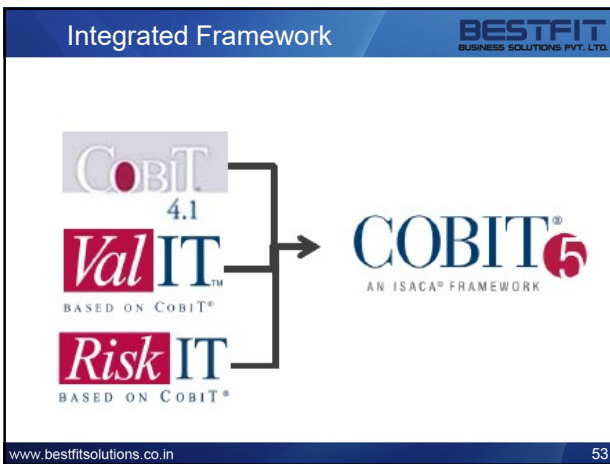 Integrated Framework
BESTFIT
BUSINESS SOLUTIONS PVT. LTD.
COBIT
4.1
Val IT™
BASED ON COBIT®
Risk IT
BASED ON COBIT®
COBIT® 5
AN ISACA® FRAMEWORK
www.bestfitsolutions.co.in
53